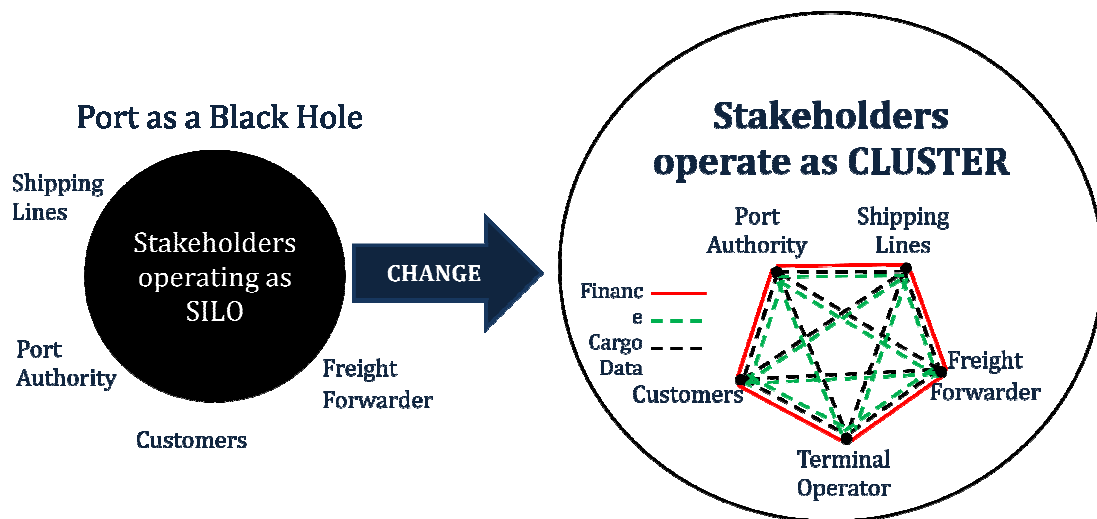 Port as a Black Hole
Shipping
Lines
Stakeholders
operating as
SILO
Port
Authority
Freight
Forwarder
Customers
CHANGE
Stakeholders
operate as CLUSTER
Port
Authority
Shipping
Lines
Financ
e
Cargo
Data
Customers
Freight
Forwarder
Terminal
Operator